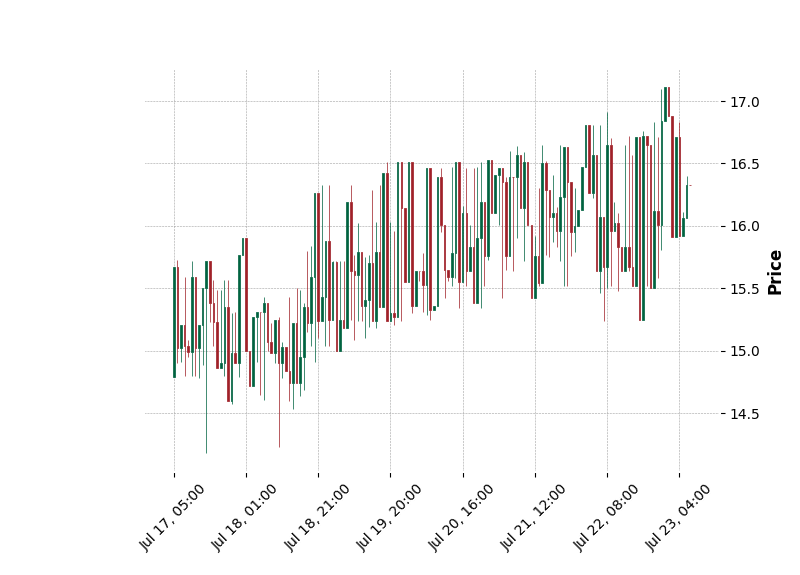 17.0
16.5
16.0
15.5
15.0
14.5
Price
Jul 17, 05:00
Jul 18, 01:00
Jul 18, 21:00
Jul 19, 20:00
Jul 20, 16:00
Jul 21, 12:00
Jul 22, 08:00
Jul 23, 04:00